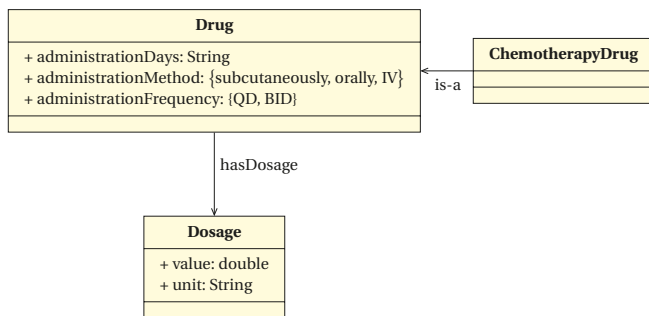 Drug
+ administrationDays: String
+ administrationMethod: {subcutaneously, orally, IV}
+ administrationFrequency: {QD, BID}
ChemotherapyDrug
is-a
hasDosage
Dosage
+ value: double
+ unit: String